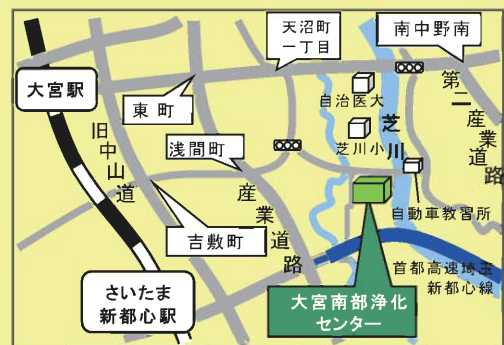 天沼町
一丁目
南中野南
大宮駅
東町
自治医大
第二産業道路
旧中山道
浅間町
芝川小
芝川
産業道路
自動車教習所
吉敷町
首都高速埼玉
新都心線
さいたま
新都心駅
大宮南部浄化
センター